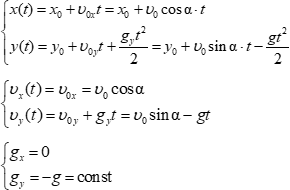 x(t) = x₀ + υ₀ₓt = x₀ + υ₀ cos α · t
y(t) = y₀ + υ₀ᵧt + gᵧt²/2 = y₀ + υ₀ sin α · t − gt²/2
υₓ(t) = υ₀ₓ = υ₀ cos α
υᵧ(t) = υ₀ᵧ + gᵧt = υ₀ sin α − gt
gₓ = 0
gᵧ = −g = const